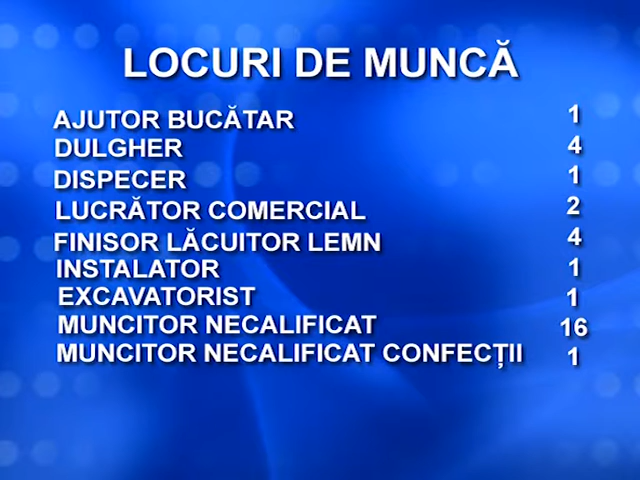 LOCURI DE MUNCĂ
AJUTOR BUCĂTAR 1
DULGHER 4
DISPECER 1
LUCRĂTOR COMERCIAL 2
FINISOR LĂCUITOR LEMN 4
INSTALATOR 1
EXCAVATORIST 1
MUNCITOR NECALIFICAT 16
MUNCITOR NECALIFICAT CONFECȚII 1